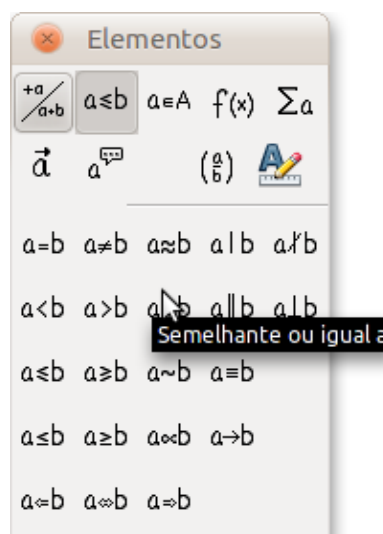 Elementos
+a/a+b a≤b a∈A f(x) Σa
a⃗ a (a/b) A
a=b a≠b a≈b a|b a∤b
a<b a>b a∥b a⊥b
Semelhante ou igual a
a⩽b a⩾b a~b a≡b
a≤b a≥b a∝b a→b
a⇐b a⇔b a⇒b